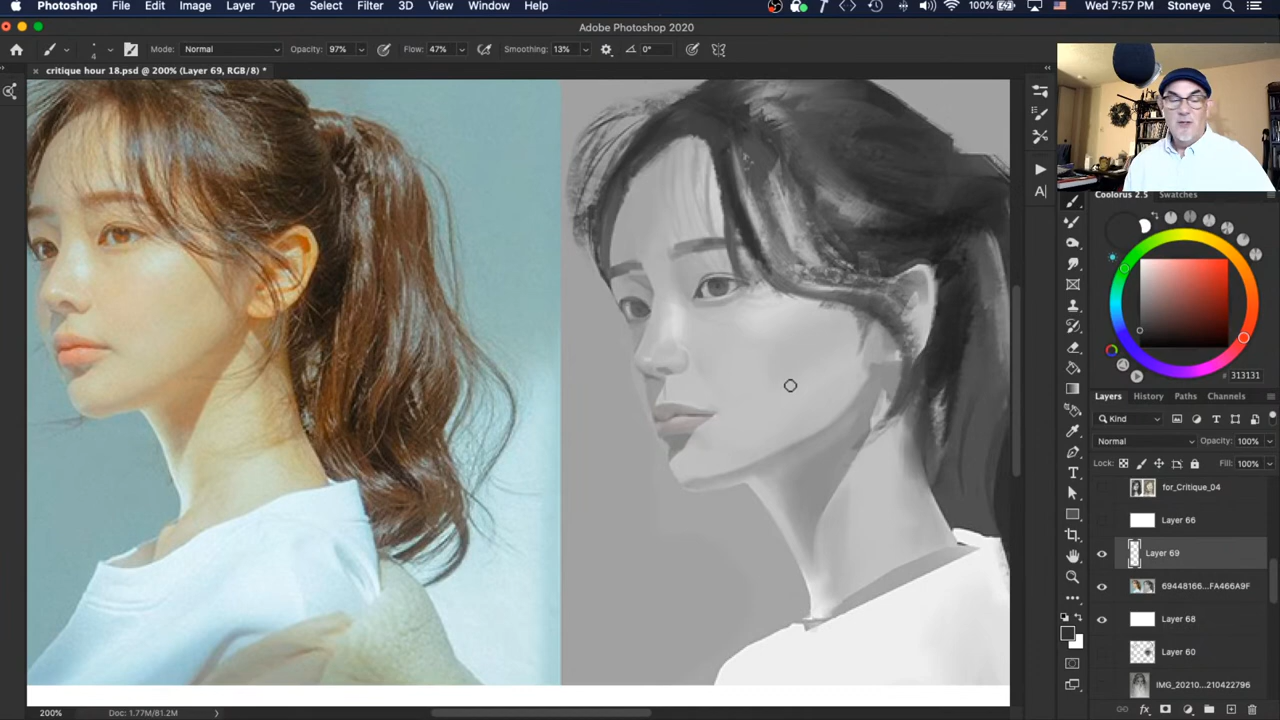 Photoshop File Edit Image Layer Type Select Filter 3D View Window Help 100% Wed 7:57 PM Stoneye
Adobe Photoshop 2020
Mode: Normal Opacity: 97% Flow: 47% Smoothing: 13% 0°
4
critique hour 18.psd @ 200% (Layer 69, RGB/8) *
A
Coolorus 2.5 Swatches
# 313131
Layers History Paths Channels
Kind
Normal Opacity: 100%
Lock: Fill: 100%
for_Critique_04
Layer 66
Layer 69
69448166...FA466A9F
Layer 68
Layer 60
IMG_20210...210422796
200% Doc: 1.77M/81.2M
fx